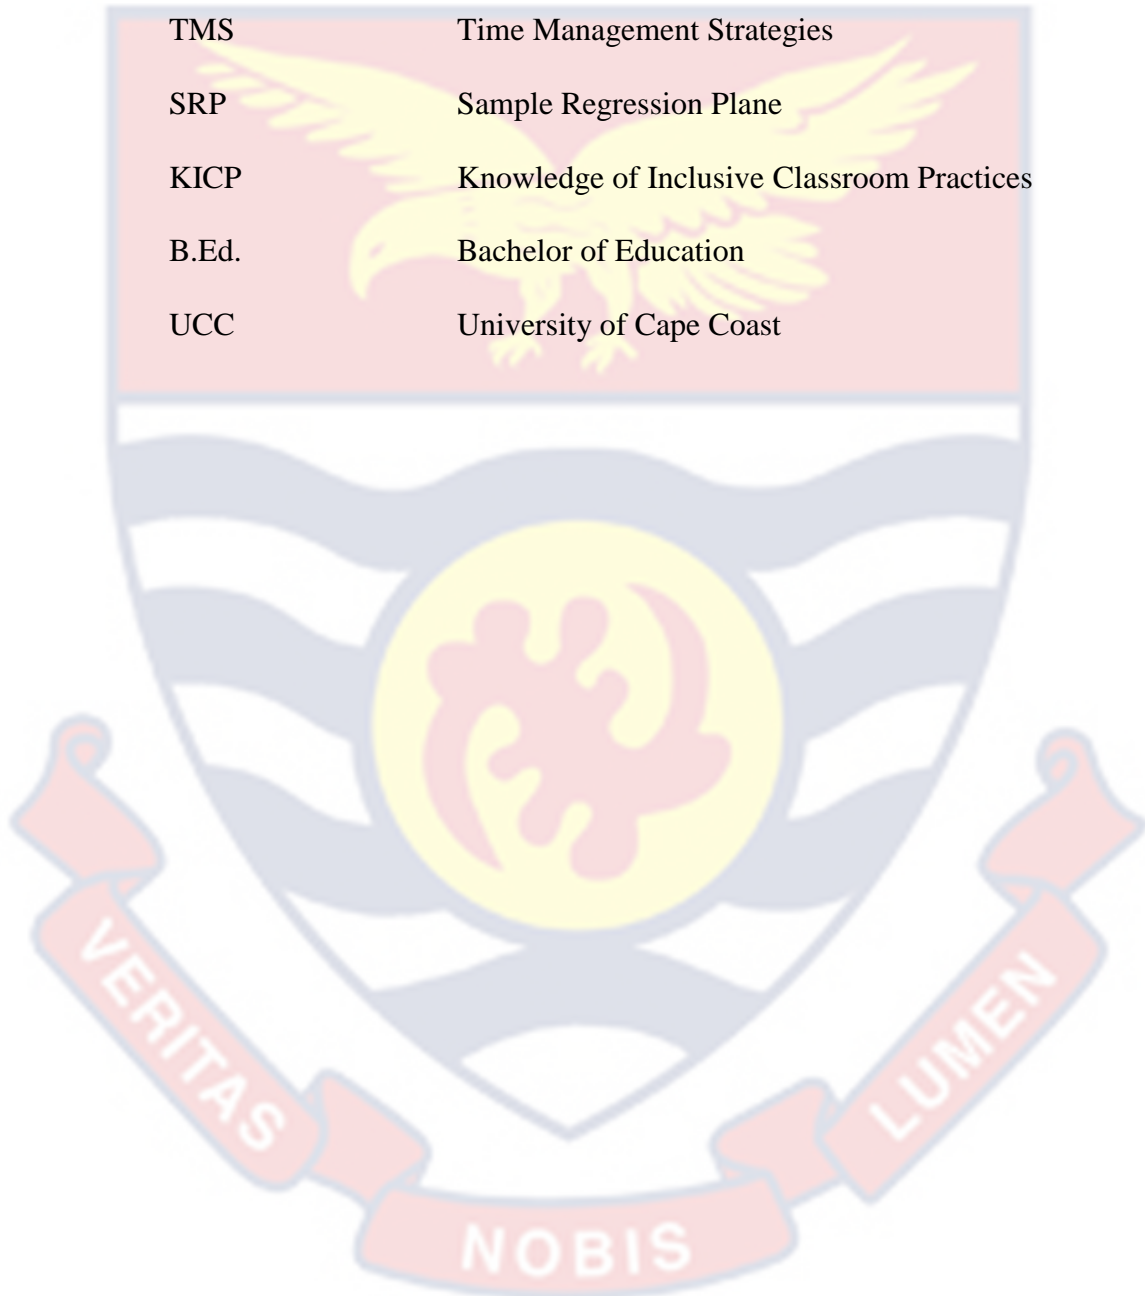 TMS Time Management Strategies
SRP Sample Regression Plane
KICP Knowledge of Inclusive Classroom Practices
B.Ed. Bachelor of Education
UCC University of Cape Coast
VERITAS NOBIS LUMEN